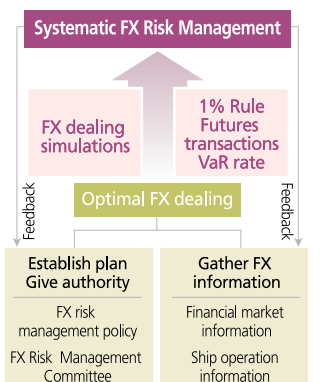 Systematic FX Risk Management
FX dealing
simulations
1% Rule
Futures
transactions
VaR rate
Optimal FX dealing
Feedback
Feedback
Establish plan
Give authority
FX risk
management policy
FX Risk Management
Committee
Gather FX
information
Financial market
information
Ship operation
information